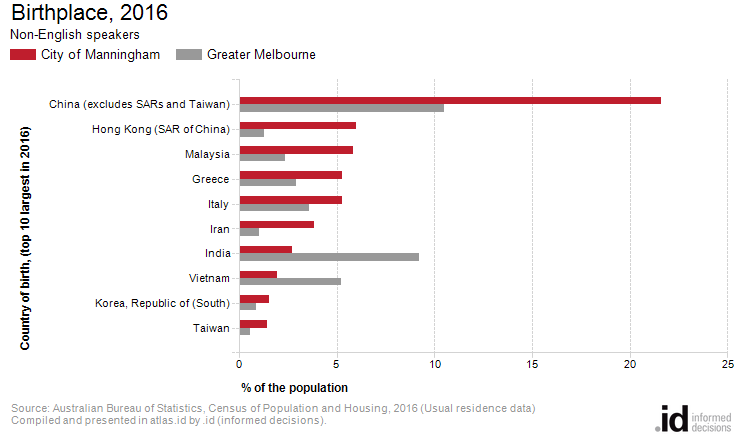 Birthplace, 2016
Non-English speakers
City of Manningham Greater Melbourne
Country of birth, (top 10 largest in 2016)
China (excludes SARs and Taiwan)
Hong Kong (SAR of China)
Malaysia
Greece
Italy
Iran
India
Vietnam
Korea, Republic of (South)
Taiwan
0 5 10 15 20 25
% of the population
Source: Australian Bureau of Statistics, Census of Population and Housing, 2016 (Usual residence data)
Compiled and presented in atlas.id by .id (informed decisions).
.id informed
decisions